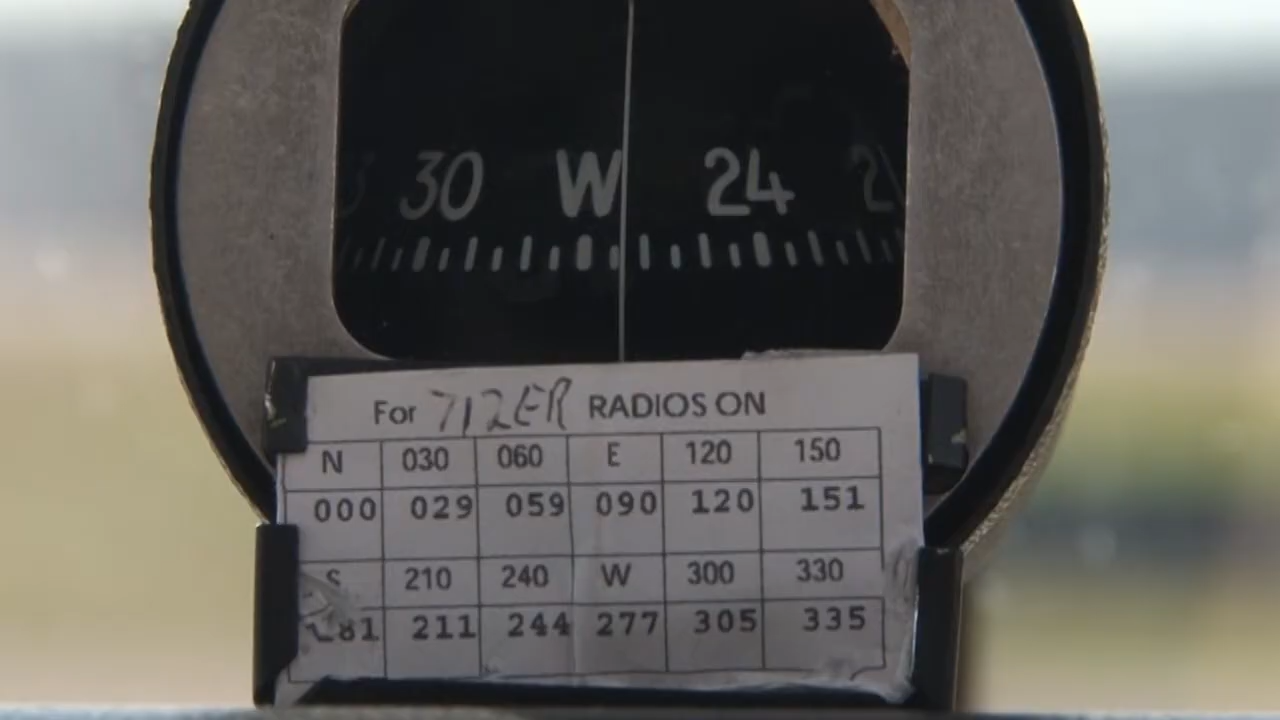 30 W 24
For 712ER RADIOS ON
N 030 060 E 120 150
000 029 059 090 120 151
S 210 240 W 300 330
211 244 277 305 335